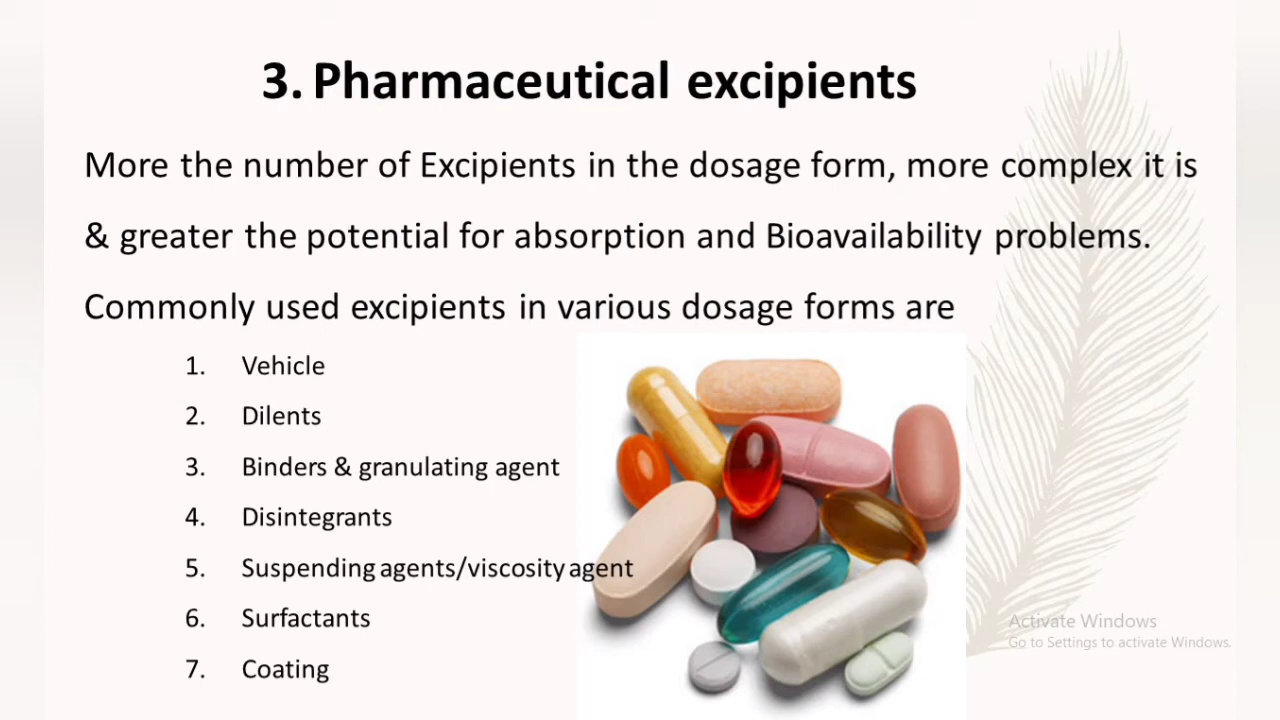 3. Pharmaceutical excipients
More the number of Excipients in the dosage form, more complex it is
& greater the potential for absorption and Bioavailability problems.
Commonly used excipients in various dosage forms are
1. Vehicle
2. Dilents
3. Binders & granulating agent
4. Disintegrants
5. Suspending agents/viscosity agent
6. Surfactants
7. Coating
Activate Windows
Go to Settings to activate Windows.